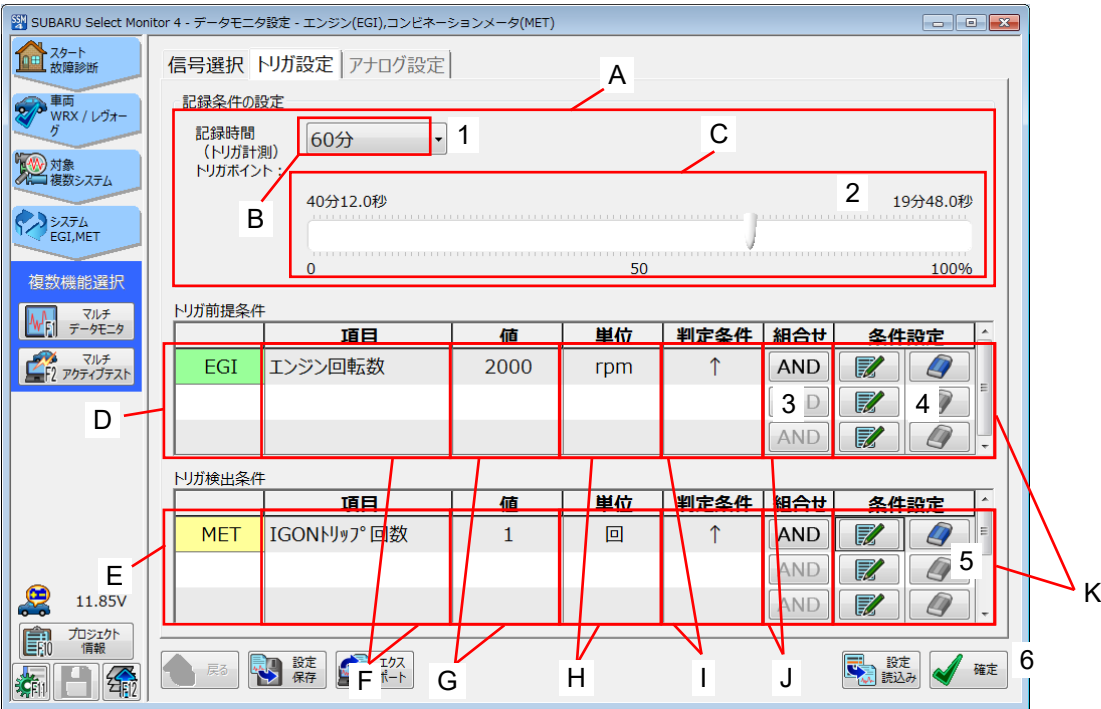 SUBARU Select Monitor 4 - データモニタ設定 - エンジン(EGI),コンビネーションメータ(MET)
スタート
故障診断
車両
WRX / レヴォー
グ
対象
複数システム
システム
EGI,MET
複数機能選択
F1 マルチ
データモニタ
F2 マルチ
アクティブテスト
11.85V
F10 プロジェクト
情報
F11
F12
信号選択 トリガ設定 アナログ設定
A
記録条件の設定
記録時間
(トリガ計測)
60分
1
トリガポイント:
B
C
40分12.0秒
2
19分48.0秒
0 50 100%
トリガ前提条件
項目 値 単位 判定条件 組合せ 条件設定
EGI エンジン回転数 2000 rpm ↑ AND
D
3
4
AND
トリガ検出条件
項目 値 単位 判定条件 組合せ 条件設定
MET IGONトリップ回数 1 回 ↑ AND
E
AND
5
AND
K
F G H I J
戻る
設定
保存
エクス
ポート
設定
読込み
確定
6